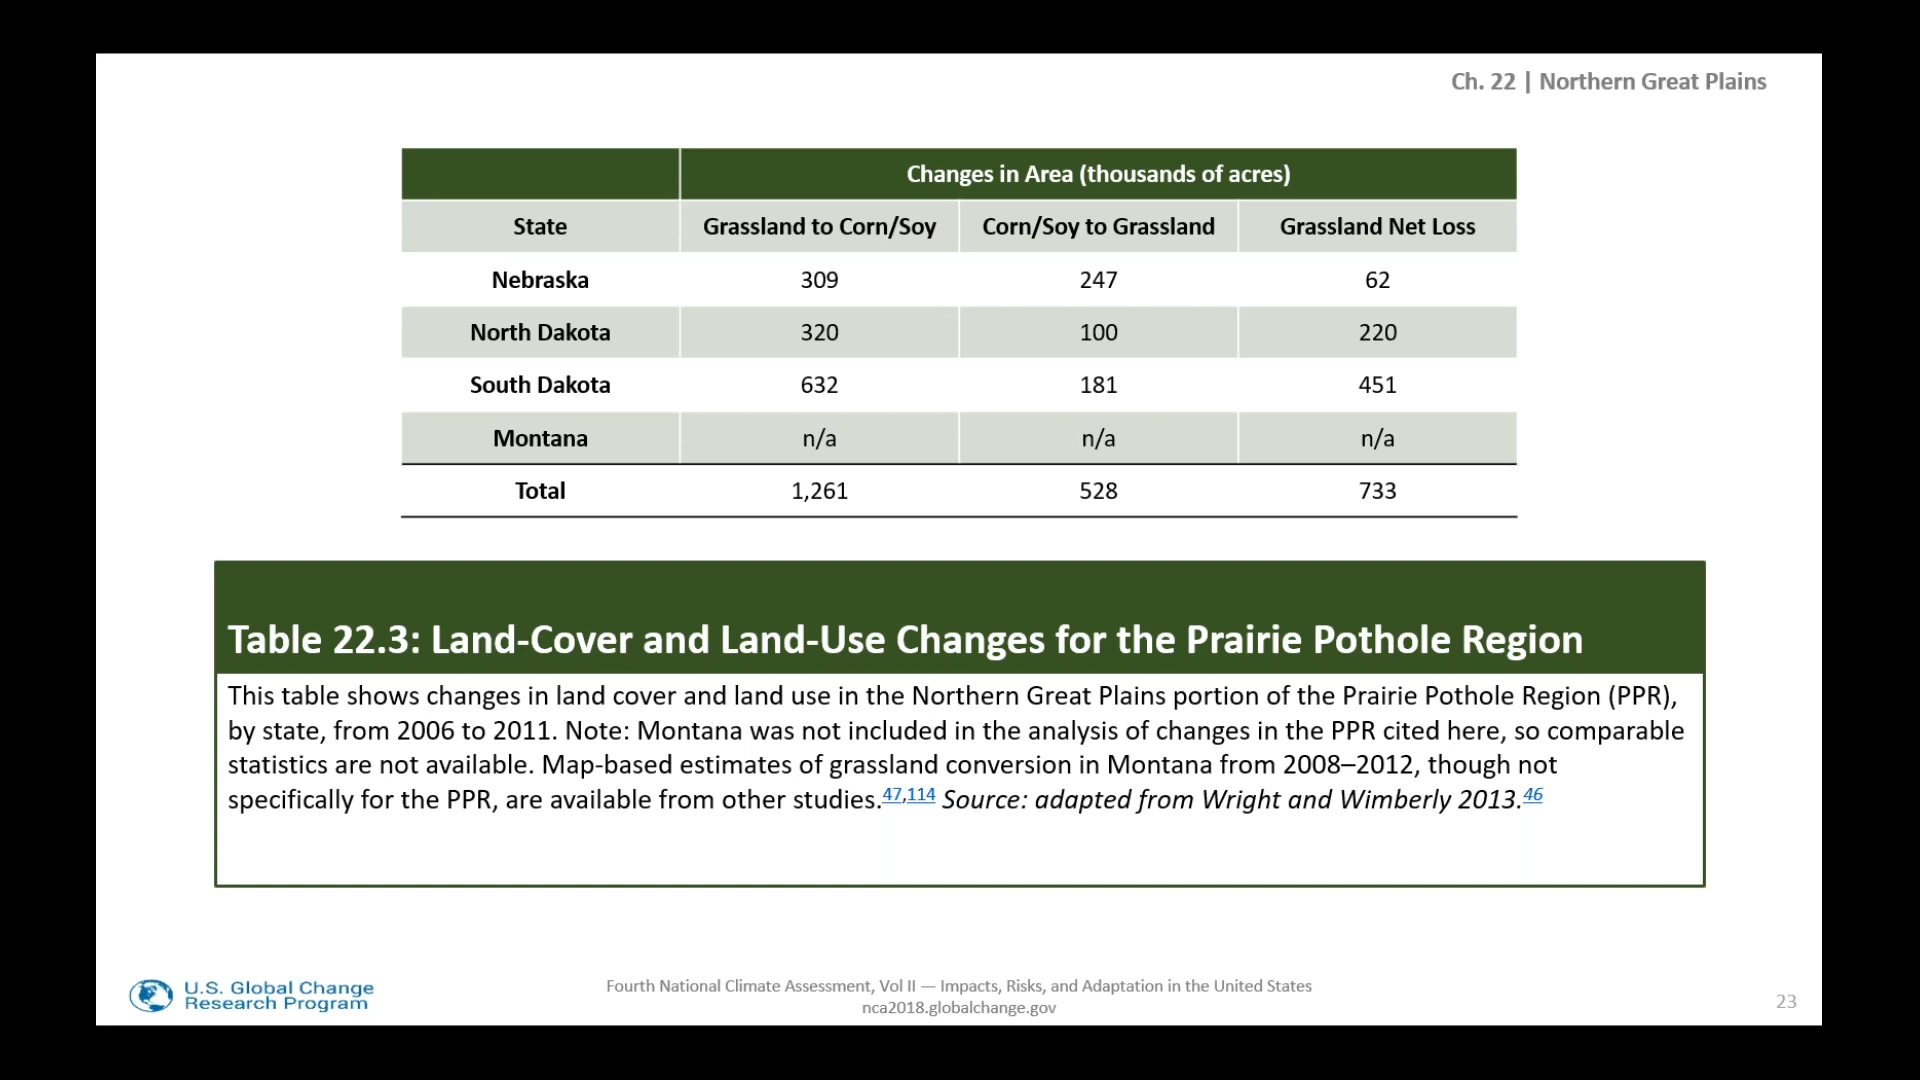 Ch. 22 | Northern Great Plains
Changes in Area (thousands of acres)
State Grassland to Corn/Soy Corn/Soy to Grassland Grassland Net Loss
Nebraska 309 247 62
North Dakota 320 100 220
South Dakota 632 181 451
Montana n/a n/a n/a
Total 1,261 528 733
Table 22.3: Land-Cover and Land-Use Changes for the Prairie Pothole Region
This table shows changes in land cover and land use in the Northern Great Plains portion of the Prairie Pothole Region (PPR),
by state, from 2006 to 2011. Note: Montana was not included in the analysis of changes in the PPR cited here, so comparable
statistics are not available. Map-based estimates of grassland conversion in Montana from 2008–2012, though not
specifically for the PPR, are available from other studies.47,114 Source: adapted from Wright and Wimberly 2013.46
U.S. Global Change
Research Program
Fourth National Climate Assessment, Vol II — Impacts, Risks, and Adaptation in the United States
nca2018.globalchange.gov
23